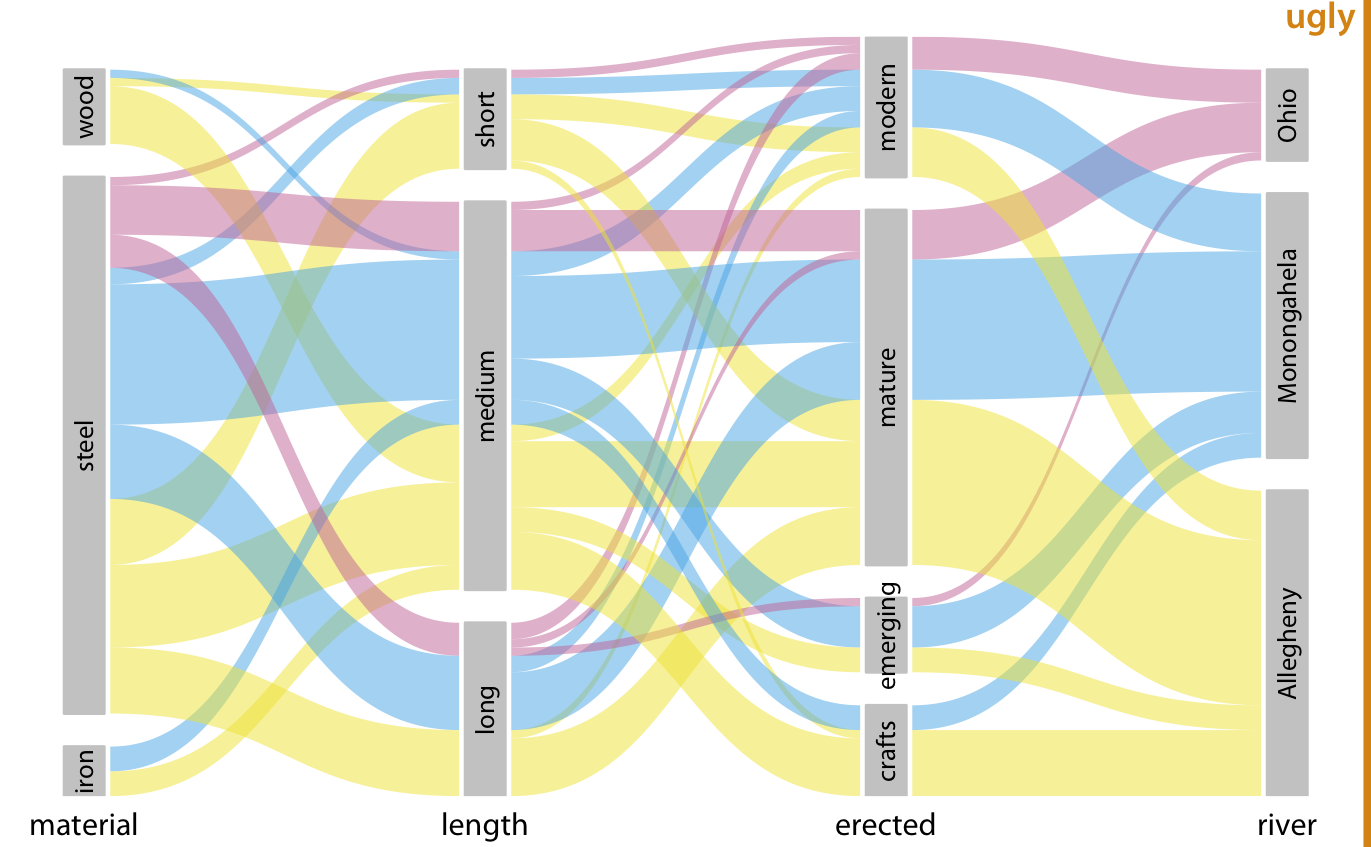 ugly
wood
steel
iron
short
medium
long
modern
mature
emerging
crafts
Ohio
Monongahela
Allegheny
material
length
erected
river